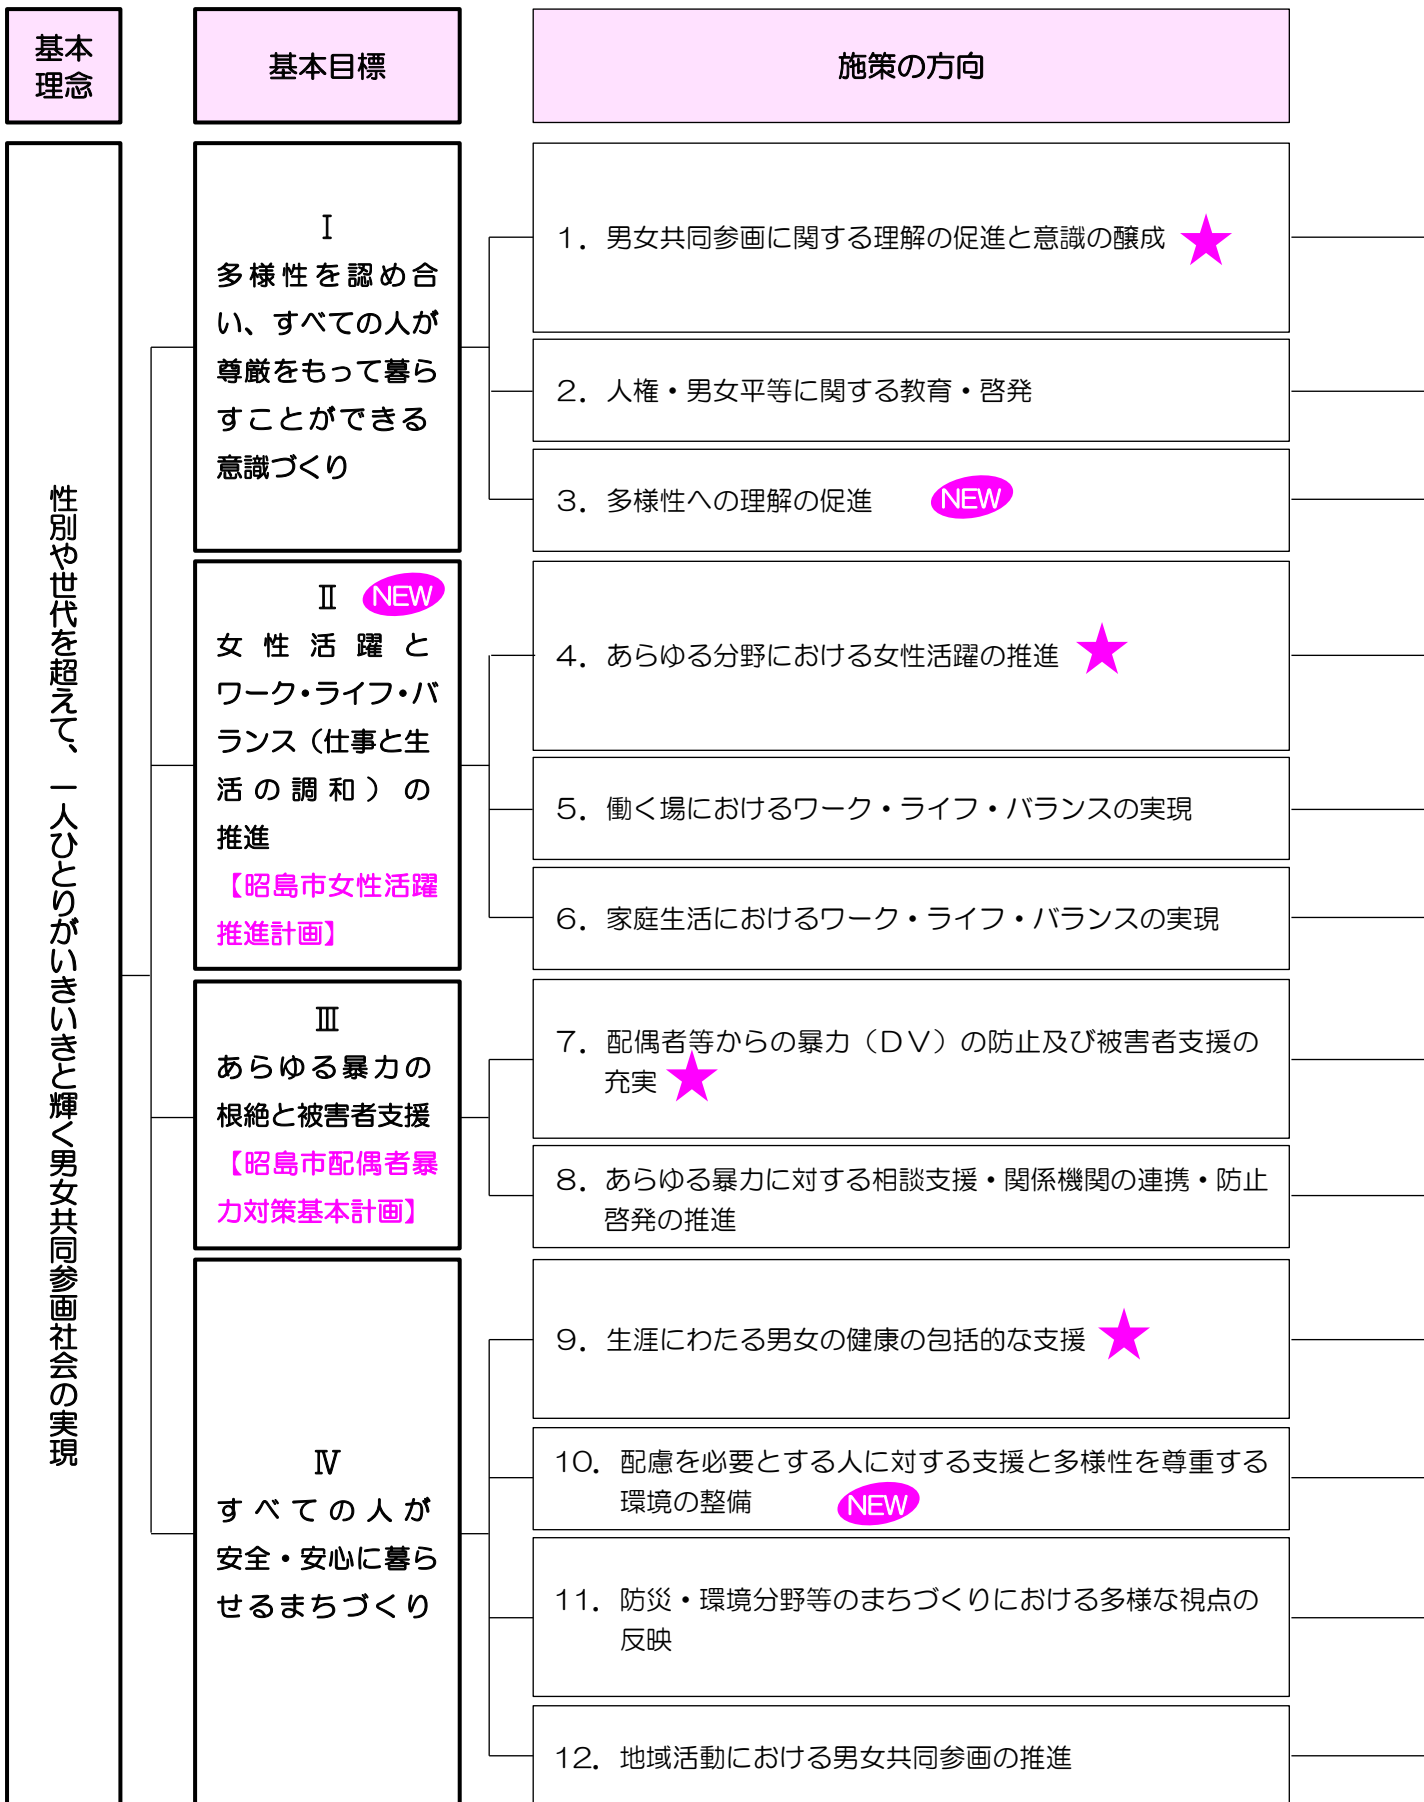 基本
理念
基本目標
施策の方向
性別や世代を超えて、一人ひとりがいきいきと輝く男女共同参画社会の実現
Ⅰ
多様性を認め合
い、すべての人が
尊厳をもって暮ら
すことができる
意識づくり
1．男女共同参画に関する理解の促進と意識の醸成 ★
2．人権・男女平等に関する教育・啓発
3．多様性への理解の促進 NEW
Ⅱ NEW
女性活躍と
ワーク・ライフ・バ
ランス（仕事と生
活の調和）の
推進
【昭島市女性活躍
推進計画】
4．あらゆる分野における女性活躍の推進 ★
5．働く場におけるワーク・ライフ・バランスの実現
6．家庭生活におけるワーク・ライフ・バランスの実現
Ⅲ
あらゆる暴力の
根絶と被害者支援
【昭島市配偶者暴
力対策基本計画】
7．配偶者等からの暴力（ＤＶ）の防止及び被害者支援の
充実 ★
8．あらゆる暴力に対する相談支援・関係機関の連携・防止
啓発の推進
Ⅳ
すべての人が
安全・安心に暮ら
せるまちづくり
9．生涯にわたる男女の健康の包括的な支援 ★
10．配慮を必要とする人に対する支援と多様性を尊重する
環境の整備 NEW
11．防災・環境分野等のまちづくりにおける多様な視点の
反映
12．地域活動における男女共同参画の推進